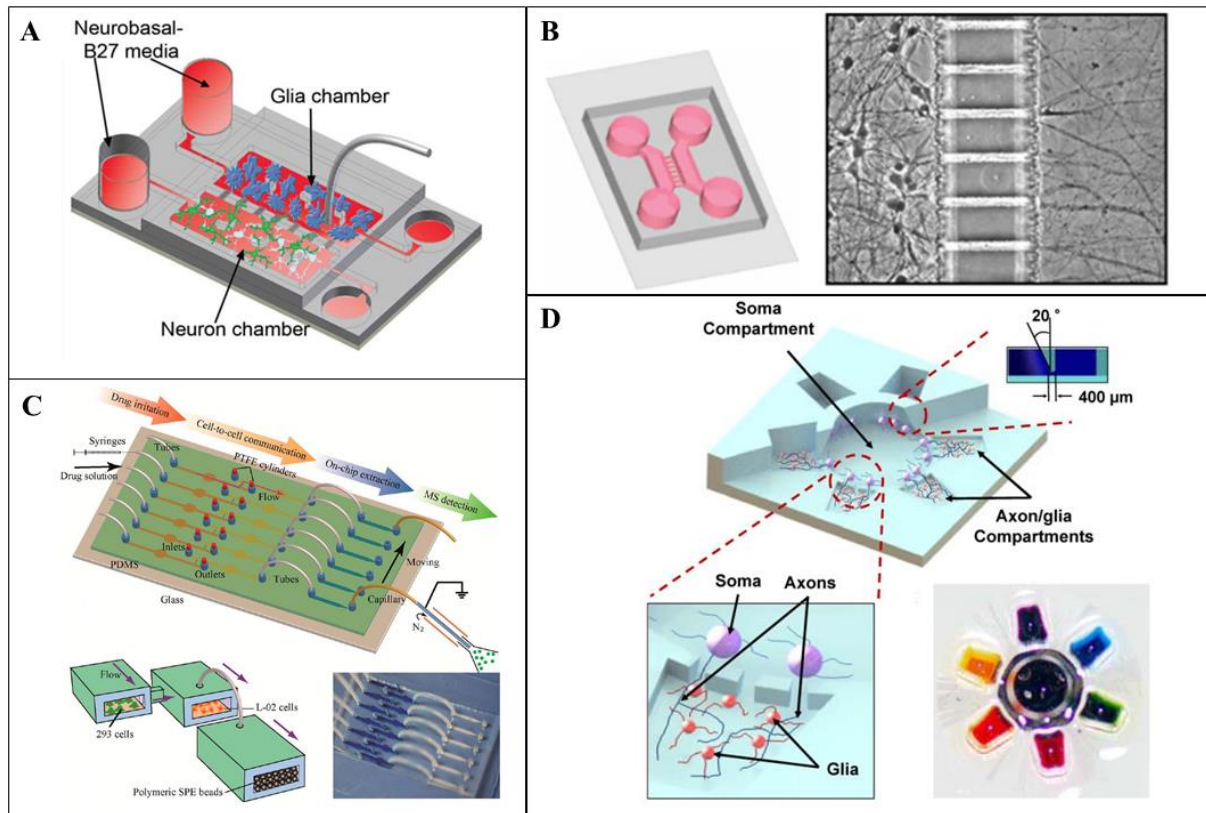 A
Neurobasal-
B27 media
Glia chamber
Neuron chamber
B
C
Drug irritation
Cell-to-cell communication
On-chip extraction
MS detection
Syringes
Tubes
PTFE cylinders
Drug solution
Flow
Inlets
PDMS
Outlets
Tubes
Moving
Capillary
Glass
N₂
Flow
L-02 cells
293 cells
Polymeric SPE beads
D
Soma
Compartment
20 °
400 µm
Axon/glia
Compartments
Soma
Axons
Glia